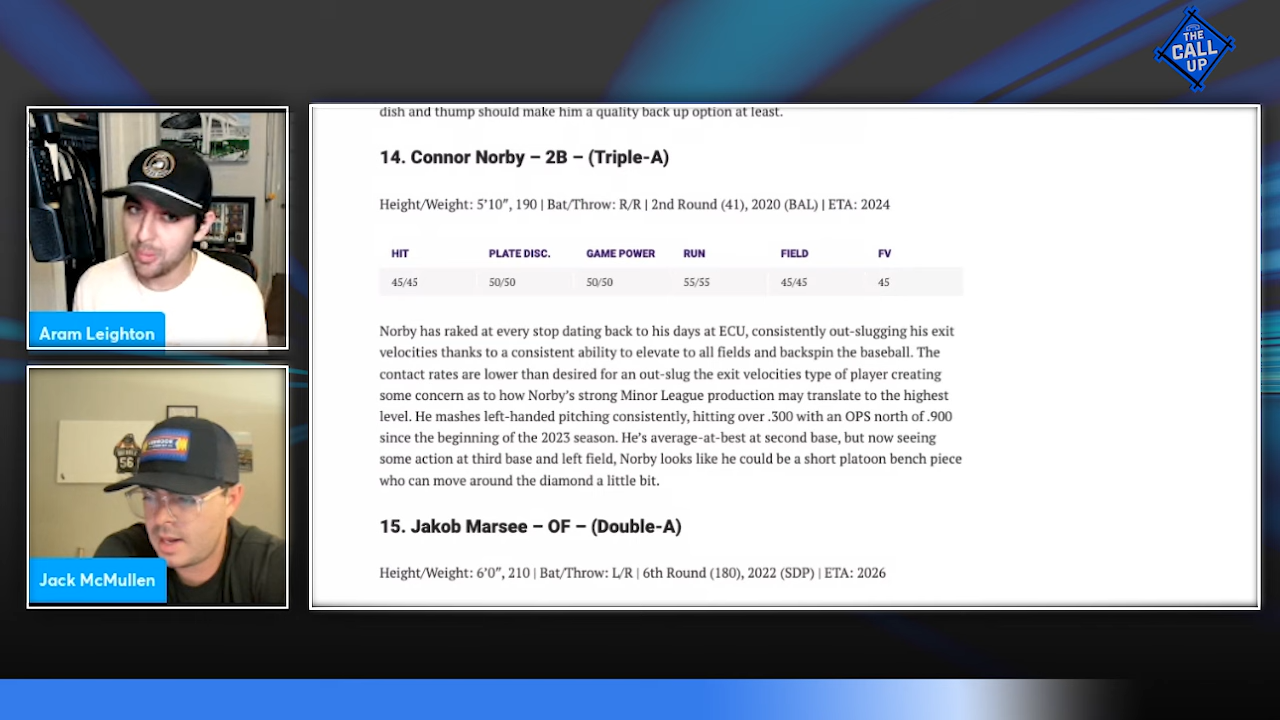 THE
CALL
UP
dish and thump should make him a quality back up option at least.
14. Connor Norby – 2B – (Triple-A)
Height/Weight: 5’10″, 190 | Bat/Throw: R/R | 2nd Round (41), 2020 (BAL) | ETA: 2024
HIT PLATE DISC. GAME POWER RUN FIELD FV
45/45 50/50 50/50 55/55 45/45 45
Norby has raked at every stop dating back to his days at ECU, consistently out-slugging his exit
velocities thanks to a consistent ability to elevate to all fields and backspin the baseball. The
contact rates are lower than desired for an out-slug the exit velocities type of player creating
some concern as to how Norby’s strong Minor League production may translate to the highest
level. He mashes left-handed pitching consistently, hitting over .300 with an OPS north of .900
since the beginning of the 2023 season. He’s average-at-best at second base, but now seeing
some action at third base and left field, Norby looks like he could be a short platoon bench piece
who can move around the diamond a little bit.
15. Jakob Marsee – OF – (Double-A)
Height/Weight: 6’0″, 210 | Bat/Throw: L/R | 6th Round (180), 2022 (SDP) | ETA: 2026
Aram Leighton
56
Jack McMullen